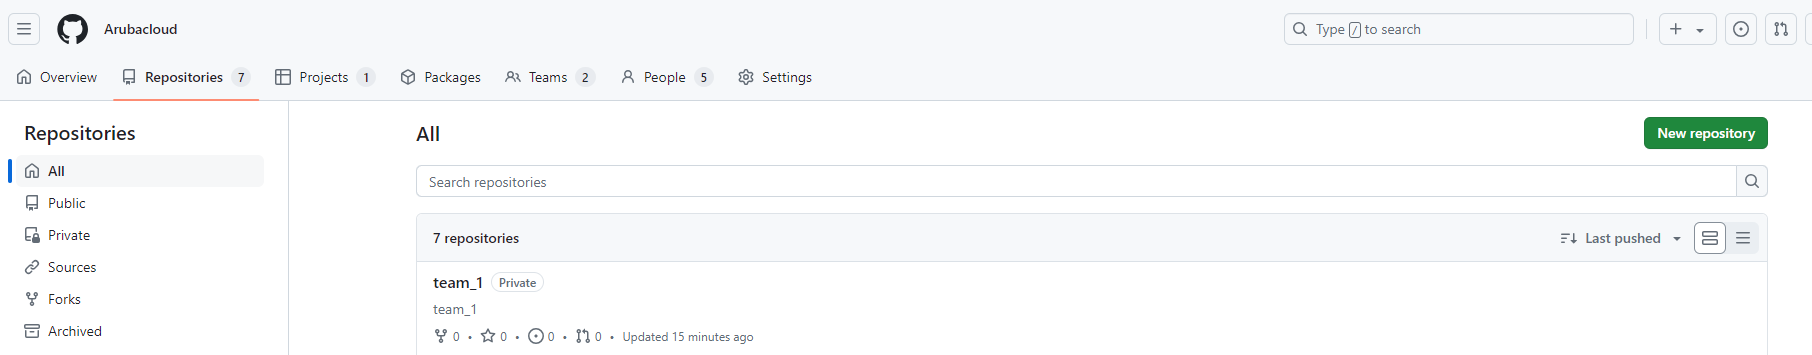 Arubacloud
Type / to search
Overview
Repositories 7
Projects 1
Packages
Teams 2
People 5
Settings
Repositories
All
Public
Private
Sources
Forks
Archived
All
New repository
Search repositories
7 repositories
Last pushed
team_1 Private
team_1
0 • 0 • 0 • 0 • Updated 15 minutes ago